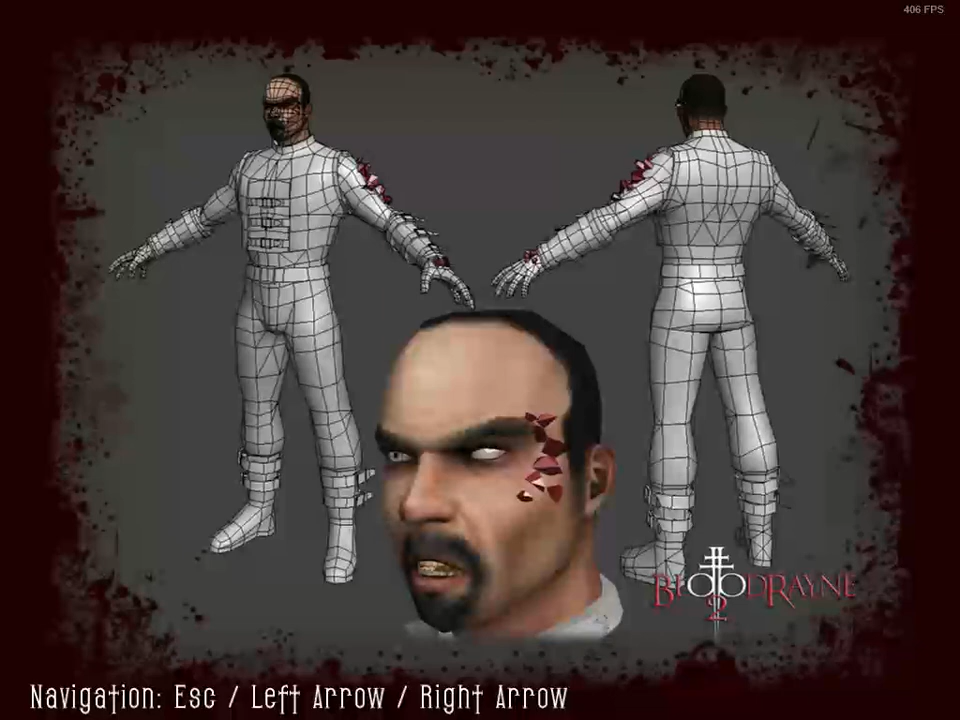 406 FPS
BLOODRAYNE
2
Navigation: Esc / Left Arrow / Right Arrow